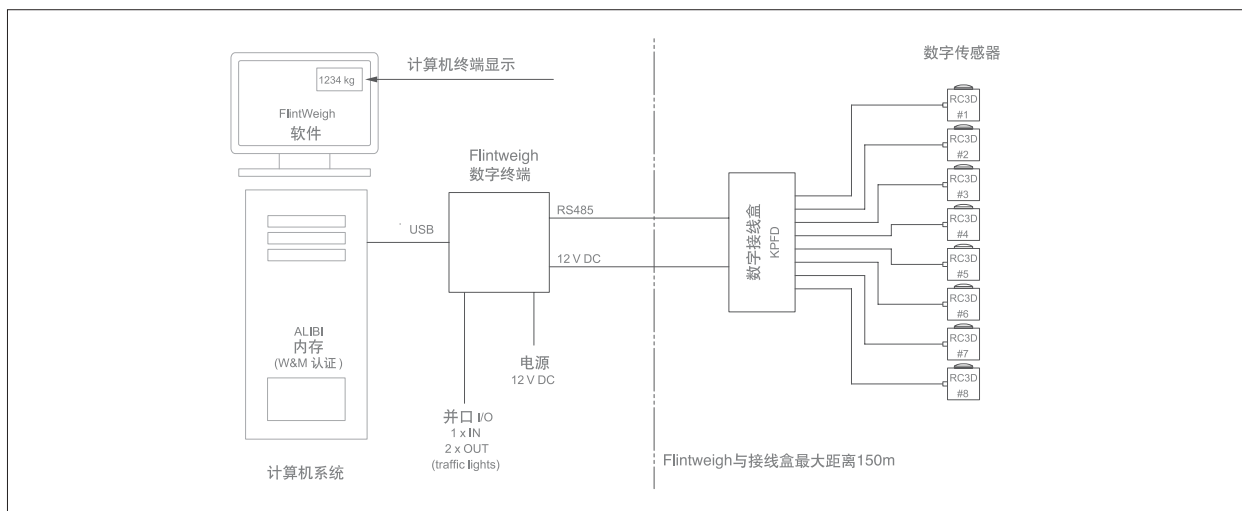 1234 kg
FlintWeigh
软件
计算机终端显示
ALIBI
内存
(W&M 认证)
计算机系统
USB
Flintweigh
数字终端
RS485
12 V DC
电源
12 V DC
并口 I/O
1 x IN
2 x OUT
(traffic lights)
数字接线盒
KPFD
Flintweigh与接线盒最大距离150m
数字传感器
RC3D
#1
RC3D
#2
RC3D
#3
RC3D
#4
RC3D
#5
RC3D
#6
RC3D
#7
RC3D
#8